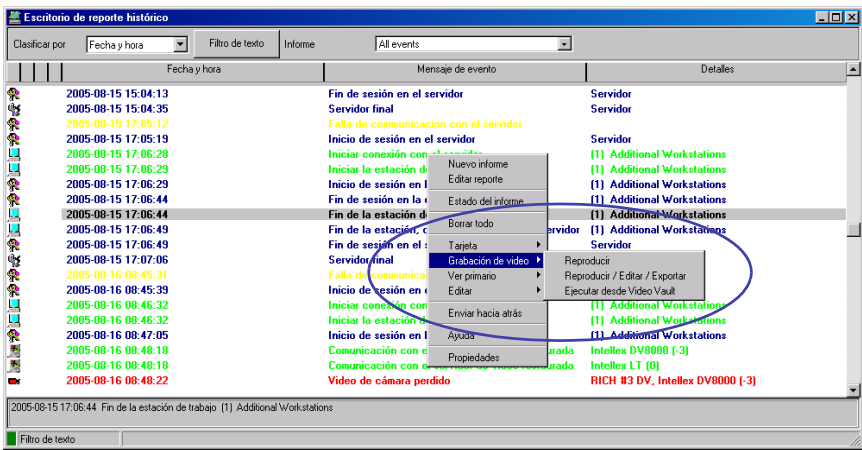 Escritorio de reporte histórico
Clasificar por Fecha y hora Filtro de texto Informe All events
Fecha y hora Mensaje de evento Detalles
2005-08-15 15:04:13 Fin de sesión en el servidor Servidor
2005-08-15 15:04:35 Servidor final Servidor
2005-08-15 17:05:12 Falla de communicacion con el servidor
2005-08-15 17:05:19 Inicio de sesión en el servidor Servidor
2005-08-15 17:06:28 Iniciar conexión con el servidor (1) Additional Workstations
2005-08-15 17:06:29 Iniciar la estación d (1) Additional Workstations
2005-08-15 17:06:29 Inicio de sesión en l (1) Additional Workstations
2005-08-15 17:06:44 Fin de sesión en la (1) Additional Workstations
2005-08-15 17:06:44 Fin de la estación d (1) Additional Workstations
2005-08-15 17:06:49 Fin de la estación, servidor (1) Additional Workstations
2005-08-15 17:06:49 Fin de sesión en el Servidor
2005-08-15 17:07:06 Servidor final Servidor
2005-08-16 08:45:31 Falla de communica
2005-08-16 08:45:39 Inicio de sesión en Servidor
2005-08-16 08:46:32 Iniciar conexión con (1) Additional Workstations
2005-08-16 08:46:32 Iniciar la estación d (1) Additional Workstations
2005-08-16 08:47:05 Inicio de sesión en l (1) Additional Workstations
2005-08-16 08:48:18 Comunicación con e Intellex DV8000 (-3)
2005-08-16 08:48:18 Comunicación con el servidor de video restaurada Intellex LT (0)
2005-08-16 08:48:22 Video de cámara perdido RICH #3 DV, Intellex DV8000 (-3)
Nuevo informe
Editar reporte
Estado del informe
Borrar todo
Tarjeta
Grabación de video
Ver primario
Editar
Enviar hacia atrás
Ayuda
Propiedades
Reproducir
Reproducir / Editar / Exportar
Ejecutar desde Video Vault
2005-08-15 17:06:44 Fin de la estación de trabajo (1) Additional Workstations
Filtro de texto